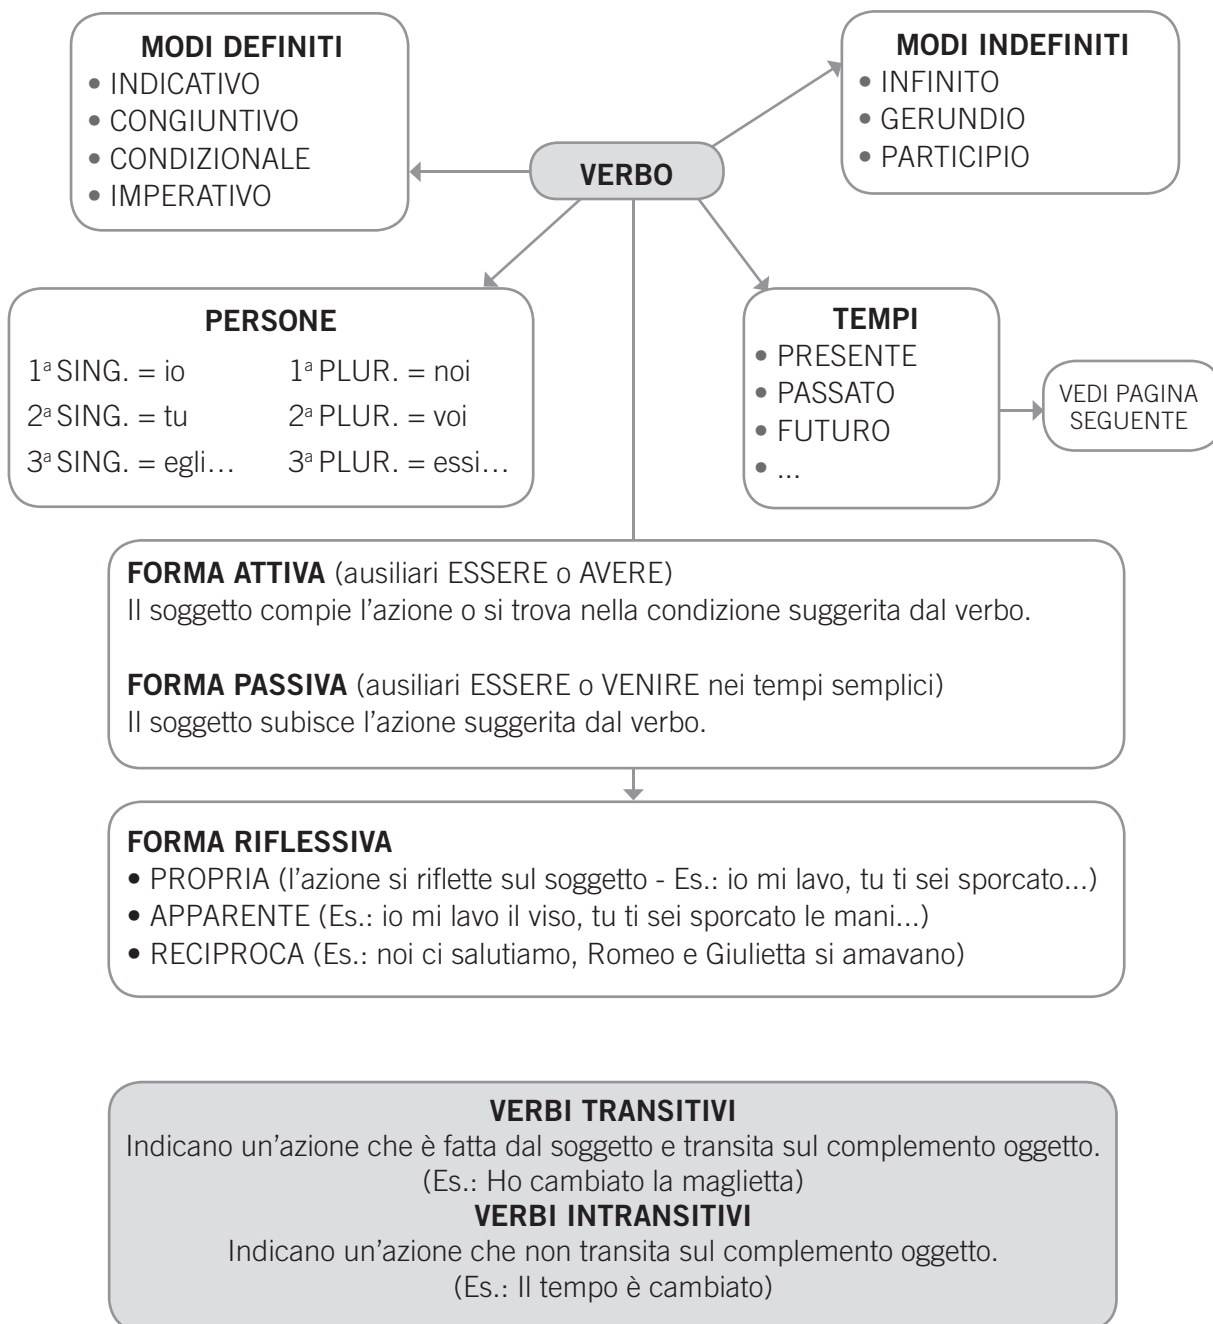 MODI DEFINITI
• INDICATIVO
• CONGIUNTIVO
• CONDIZIONALE
• IMPERATIVO
MODI INDEFINITI
• INFINITO
• GERUNDIO
• PARTICIPIO
VERBO
PERSONE
1ª SING. = io 1ª PLUR. = noi
2ª SING. = tu 2ª PLUR. = voi
3ª SING. = egli… 3ª PLUR. = essi…
TEMPI
• PRESENTE
• PASSATO
• FUTURO
• ...
VEDI PAGINA
SEGUENTE
FORMA ATTIVA (ausiliari ESSERE o AVERE)
Il soggetto compie l’azione o si trova nella condizione suggerita dal verbo.
FORMA PASSIVA (ausiliari ESSERE o VENIRE nei tempi semplici)
Il soggetto subisce l’azione suggerita dal verbo.
FORMA RIFLESSIVA
• PROPRIA (l’azione si riflette sul soggetto - Es.: io mi lavo, tu ti sei sporcato...)
• APPARENTE (Es.: io mi lavo il viso, tu ti sei sporcato le mani...)
• RECIPROCA (Es.: noi ci salutiamo, Romeo e Giulietta si amavano)
VERBI TRANSITIVI
Indicano un’azione che è fatta dal soggetto e transita sul complemento oggetto.
(Es.: Ho cambiato la maglietta)
VERBI INTRANSITIVI
Indicano un’azione che non transita sul complemento oggetto.
(Es.: Il tempo è cambiato)